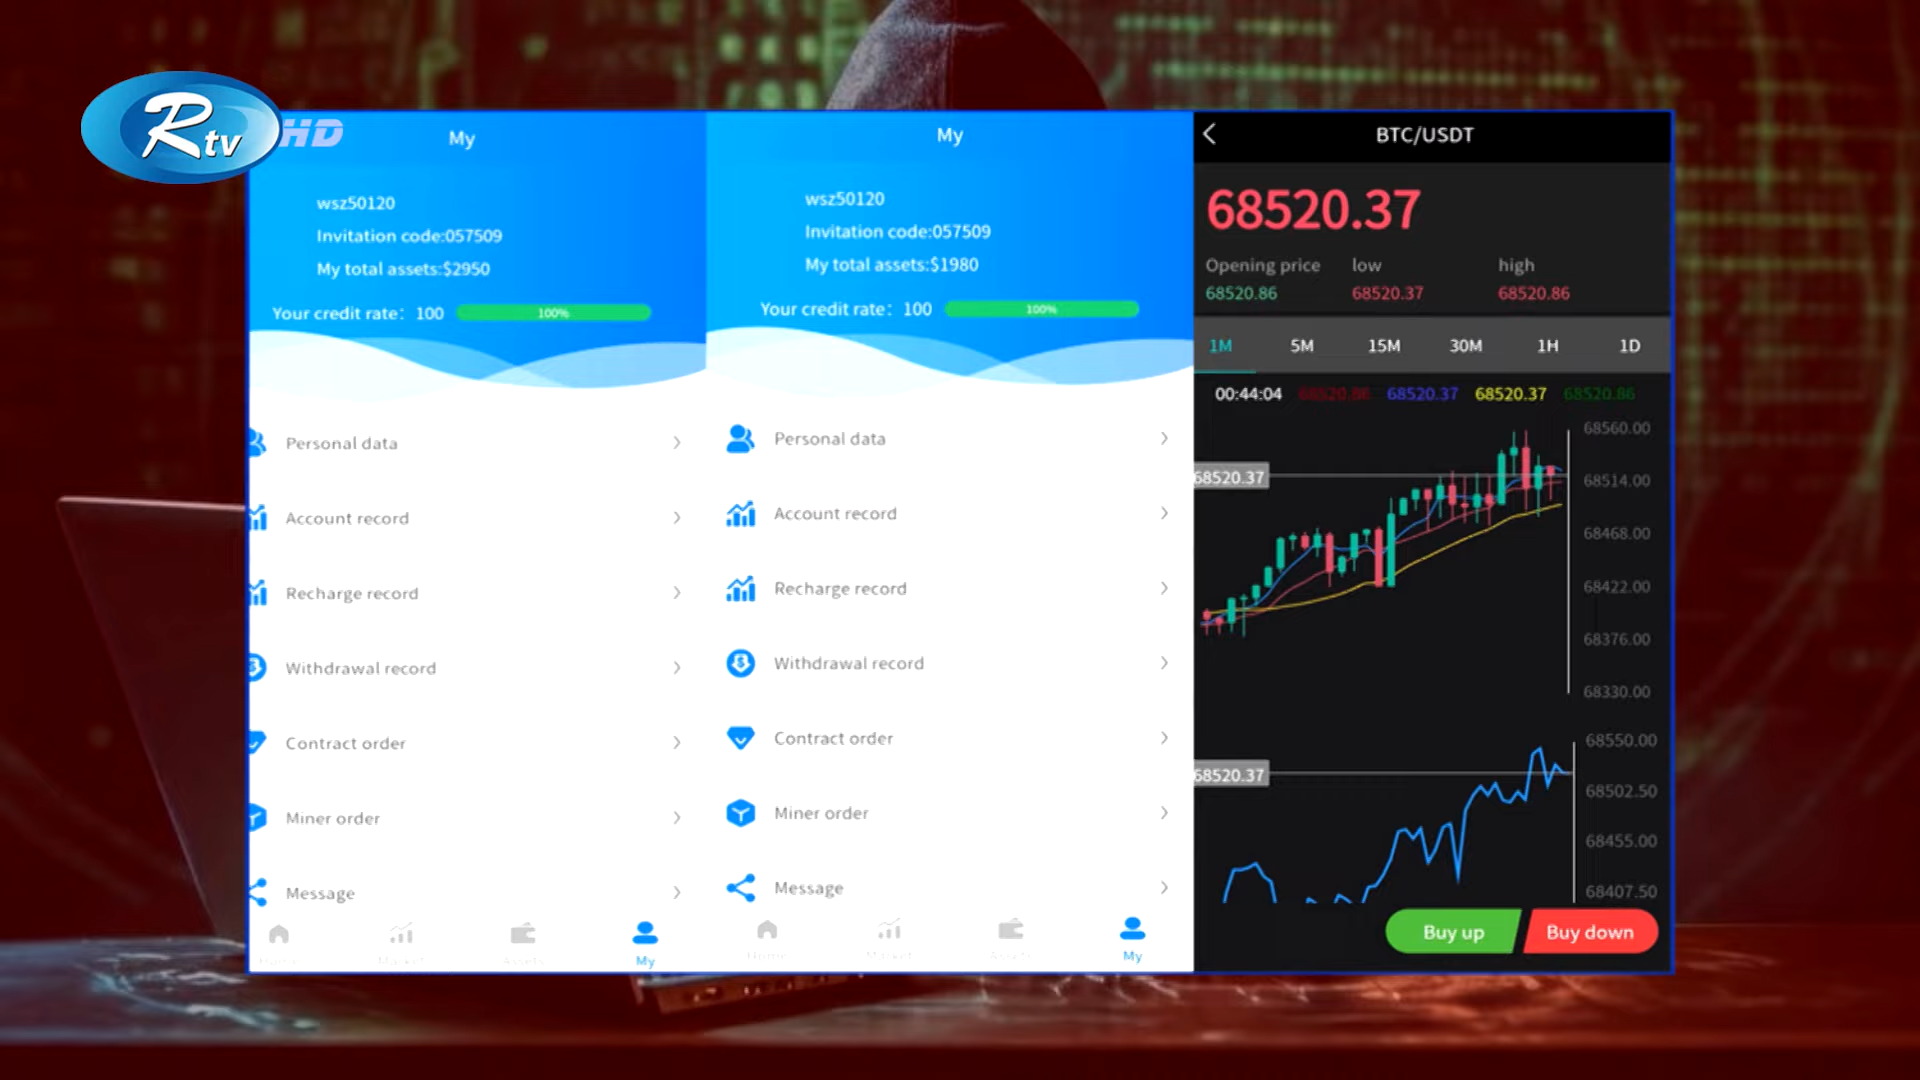 Rtv
HD
My
wsz50120
Invitation code:057509
My total assets:$2950
Your credit rate: 100
100%
Personal data
Account record
Recharge record
Withdrawal record
Contract order
Miner order
Message
My
My
wsz50120
Invitation code:057509
My total assets:$1980
Your credit rate: 100
100%
Personal data
Account record
Recharge record
Withdrawal record
Contract order
Miner order
Message
My
BTC/USDT
68520.37
Opening price low high
68520.86 68520.37 68520.86
1M 5M 15M 30M 1H 1D
00:44:04 68520.86 68520.37 68520.37 68520.86
68560.00
68520.37
68514.00
68468.00
68422.00
68376.00
68330.00
68550.00
68520.37
68502.50
68455.00
68407.50
Buy up Buy down